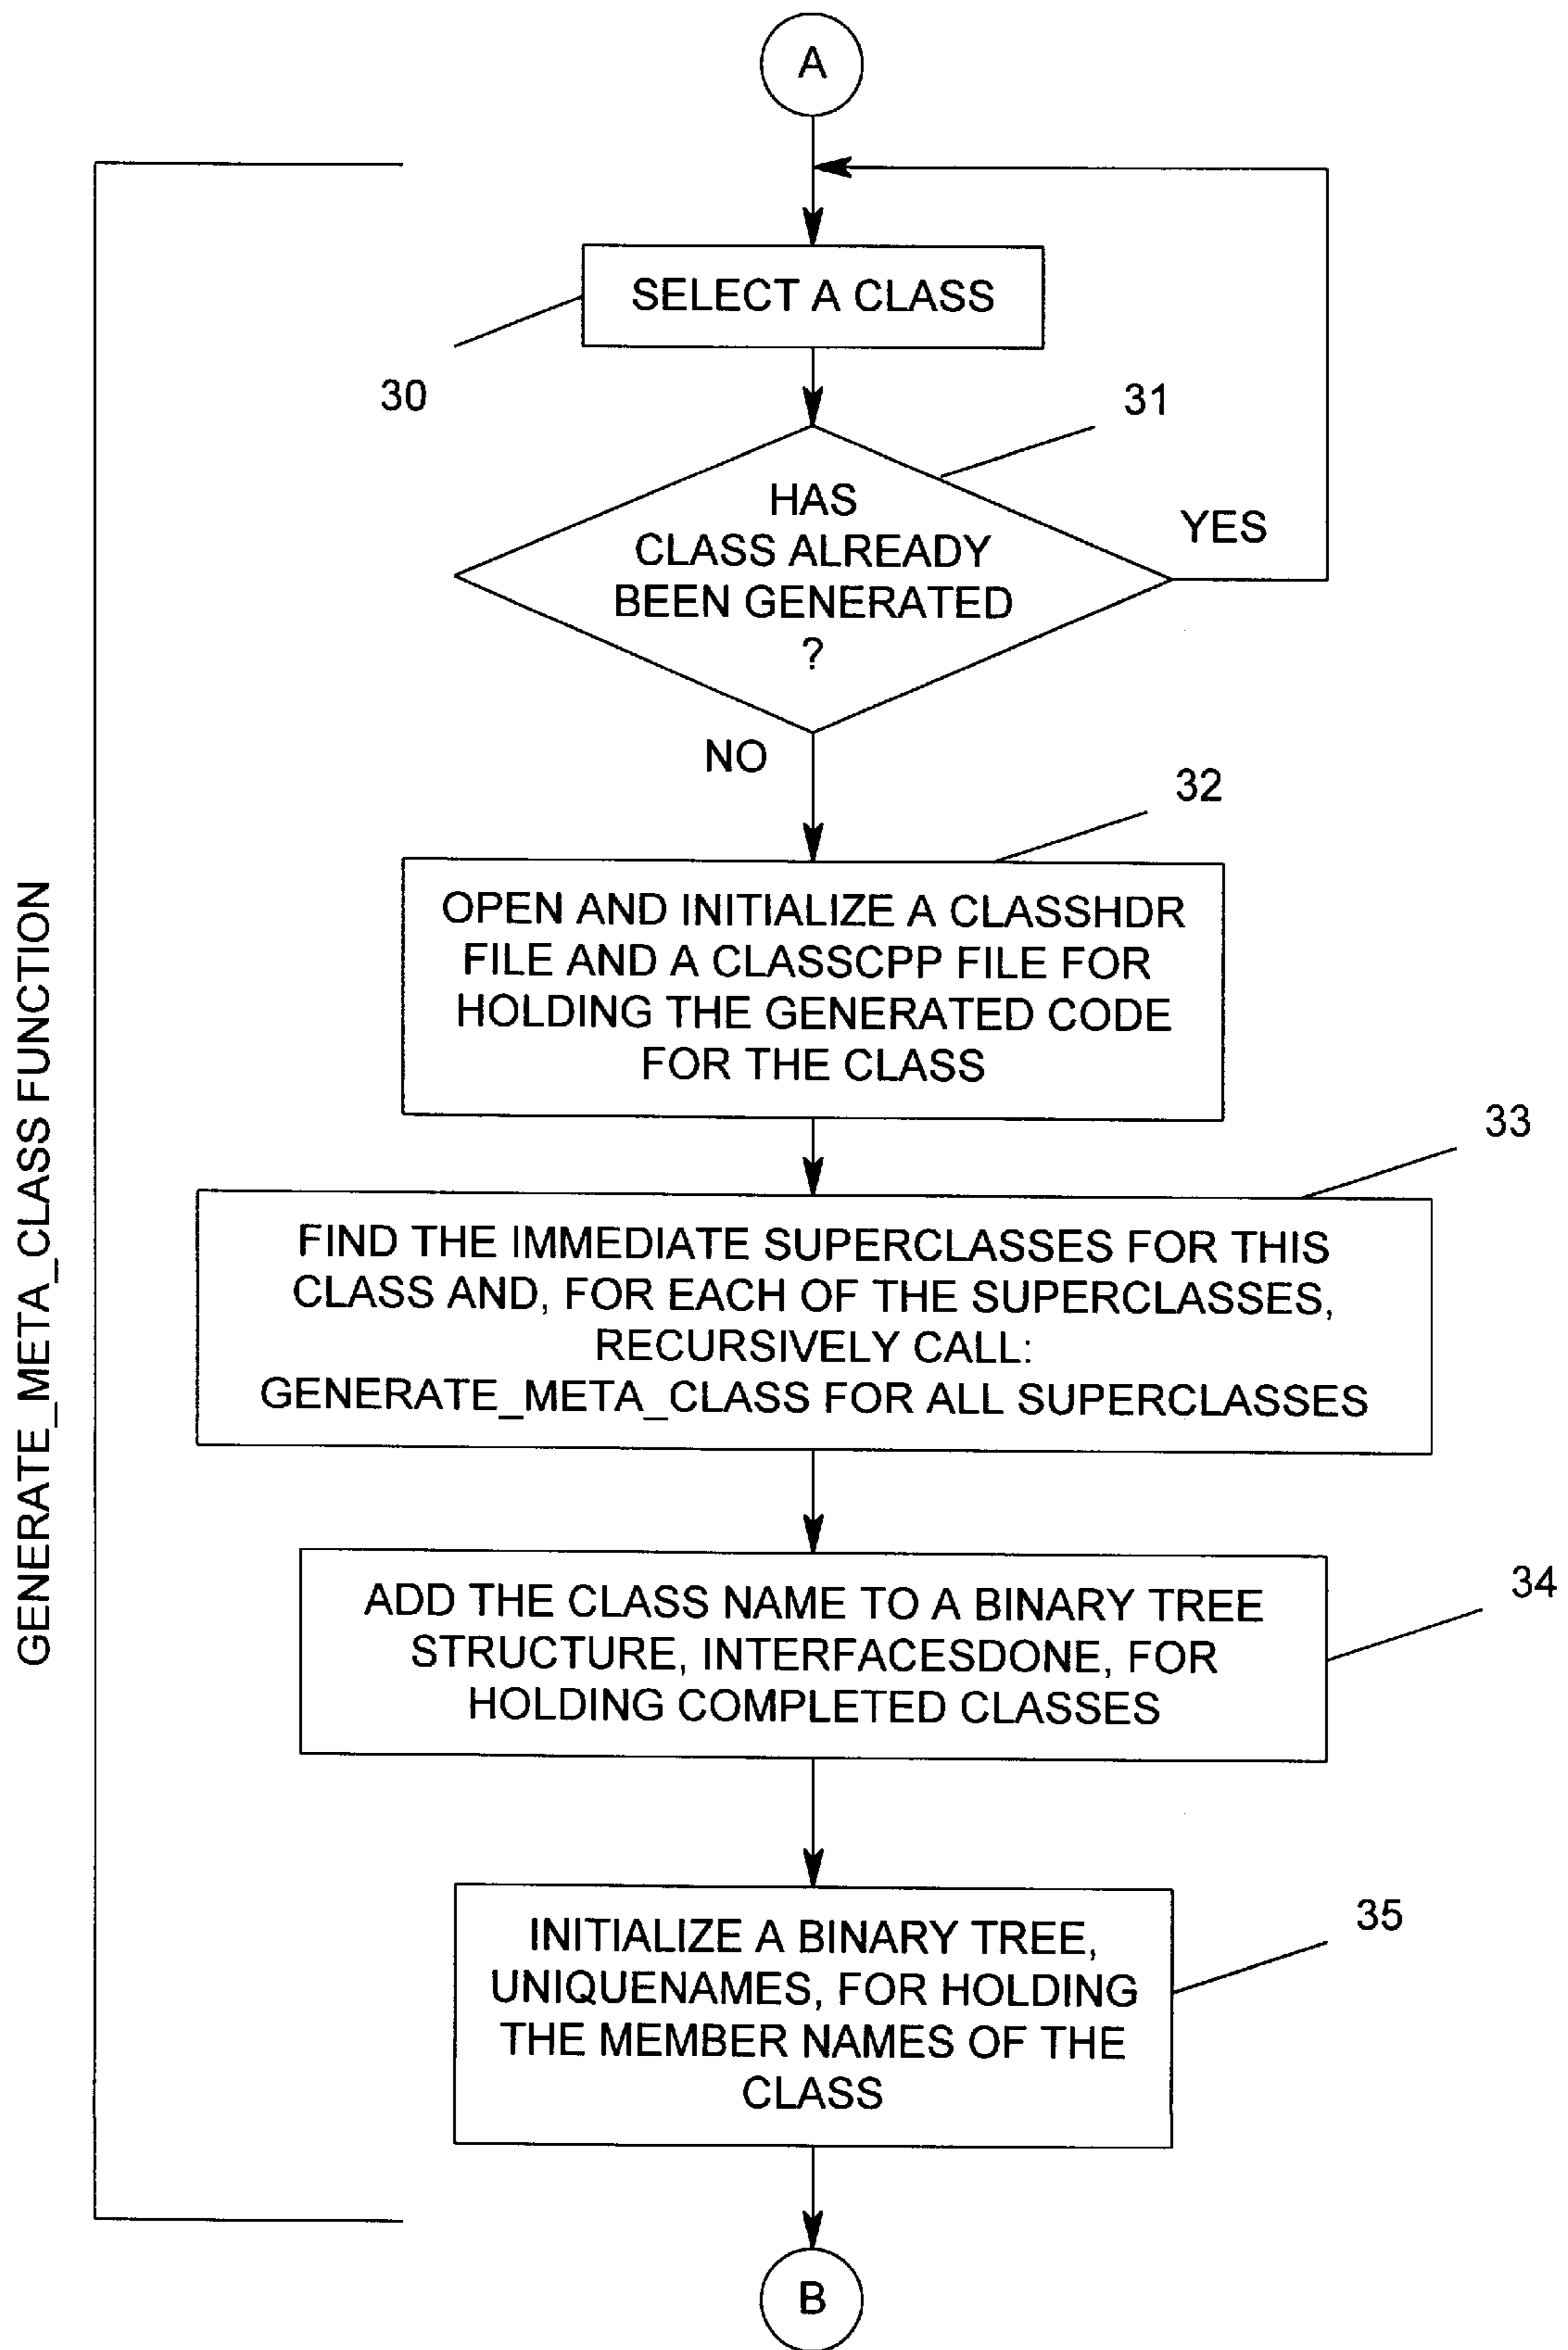 A
SELECT A CLASS
30
31
HAS
CLASS ALREADY
BEEN GENERATED
?
YES
NO
32
OPEN AND INITIALIZE A CLASSHDR
FILE AND A CLASSCPP FILE FOR
HOLDING THE GENERATED CODE
FOR THE CLASS
33
FIND THE IMMEDIATE SUPERCLASSES FOR THIS
CLASS AND, FOR EACH OF THE SUPERCLASSES,
RECURSIVELY CALL:
GENERATE_META_CLASS FOR ALL SUPERCLASSES
GENERATE_META_CLASS FUNCTION
34
ADD THE CLASS NAME TO A BINARY TREE
STRUCTURE, INTERFACESDONE, FOR
HOLDING COMPLETED CLASSES
35
INITIALIZE A BINARY TREE,
UNIQUENAMES, FOR HOLDING
THE MEMBER NAMES OF THE
CLASS
B